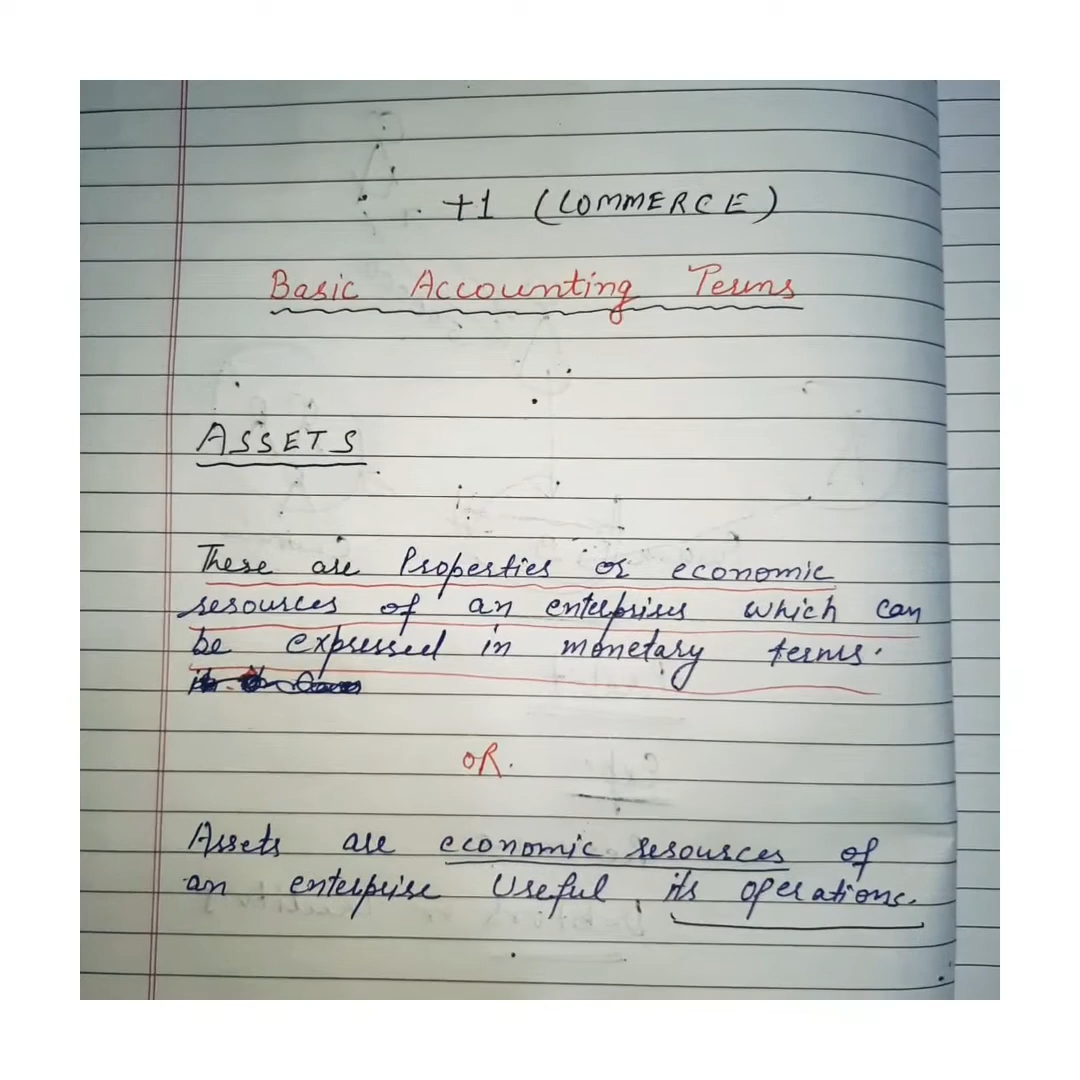 +1 (COMMERCE)
Basic Accounting Terms
ASSETS
These are Properties or economic
resources of an enterprises which can
be expressed in monetary terms.
OR.
Assets are economic resources of
an enterprise Useful its operations.